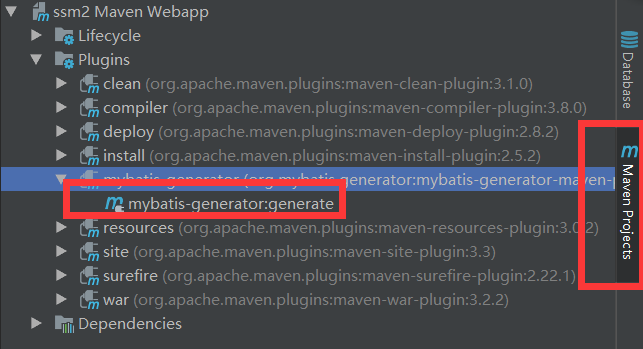 ssm2 Maven Webapp
Lifecycle
Plugins
clean (org.apache.maven.plugins:maven-clean-plugin:3.1.0)
compiler (org.apache.maven.plugins:maven-compiler-plugin:3.8.0)
deploy (org.apache.maven.plugins:maven-deploy-plugin:2.8.2)
install (org.apache.maven.plugins:maven-install-plugin:2.5.2)
mybatis-generator (org.mybatis.generator:mybatis-generator-maven-p
mybatis-generator:generate
resources (org.apache.maven.plugins:maven-resources-plugin:3.0.2)
site (org.apache.maven.plugins:maven-site-plugin:3.3)
surefire (org.apache.maven.plugins:maven-surefire-plugin:2.22.1)
war (org.apache.maven.plugins:maven-war-plugin:3.2.2)
Dependencies
Database
Maven Projects